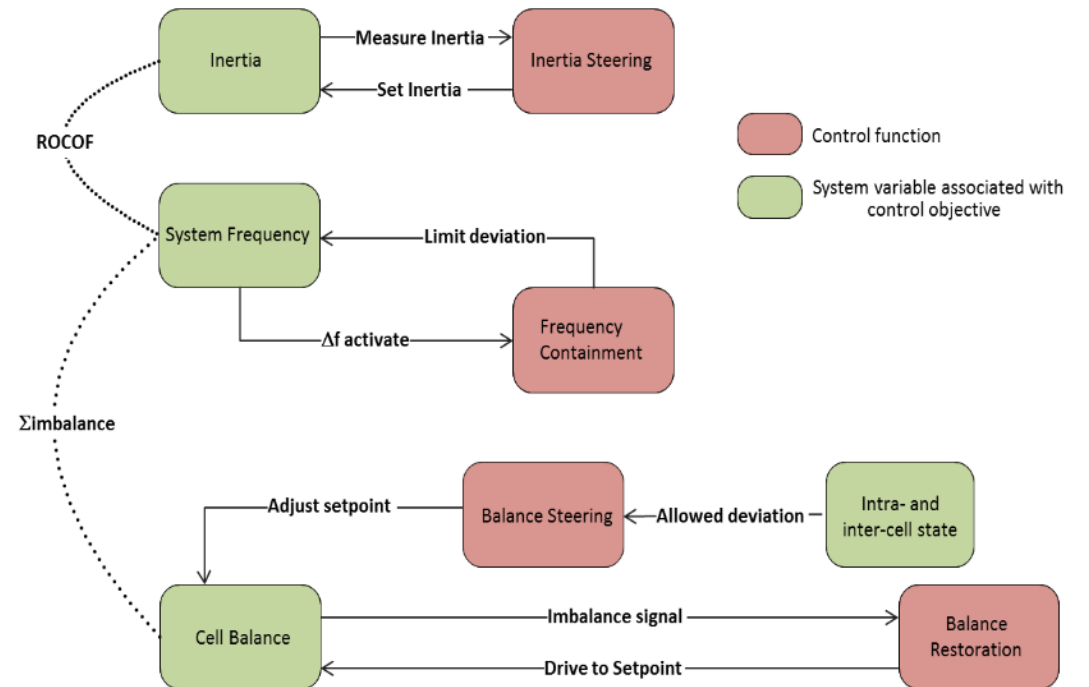 Inertia
Measure Inertia
Set Inertia
Inertia Steering
ROCOF
Control function
System variable associated with
control objective
System Frequency
Limit deviation
Δf activate
Frequency
Containment
Σimbalance
Adjust setpoint
Balance Steering
Allowed deviation
Intra- and
inter-cell state
Cell Balance
Imbalance signal
Drive to Setpoint
Balance
Restoration